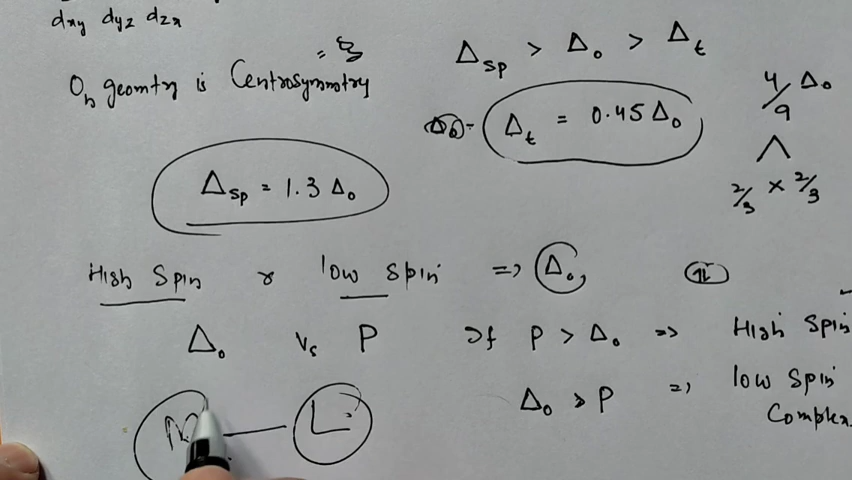 dxy dyz dzx
Oh geomtry is Centrosymmetry
Δsp > Δo > Δt
Δt = 0.45 Δo
4/9 Δo
2/3 × 2/3
Δsp = 1.3 Δo
High Spin or low spin => Δo
Δo Vs P If P > Δo => High Spin
Δo > P => low Spin
Complex
M — L